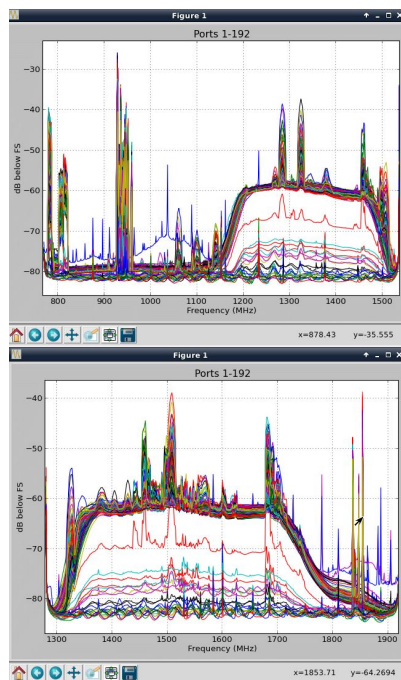 Figure 1
Ports 1-192
dB below FS
−30
−40
−50
−60
−70
−80
800 900 1000 1100 1200 1300 1400 1500
Frequency (MHz)
x=878.43 y=-35.555
Figure 1
Ports 1-192
dB below FS
−40
−50
−60
−70
−80
1300 1400 1500 1600 1700 1800 1900
Frequency (MHz)
x=1853.71 y=-64.2694